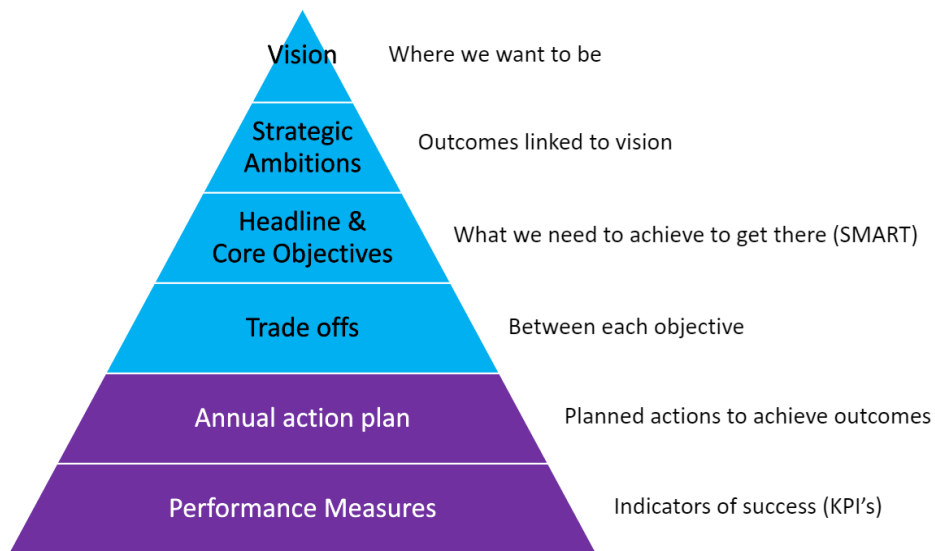 Vision
Where we want to be
Strategic
Ambitions
Outcomes linked to vision
Headline &
Core Objectives
What we need to achieve to get there (SMART)
Trade offs
Between each objective
Annual action plan
Planned actions to achieve outcomes
Performance Measures
Indicators of success (KPI’s)